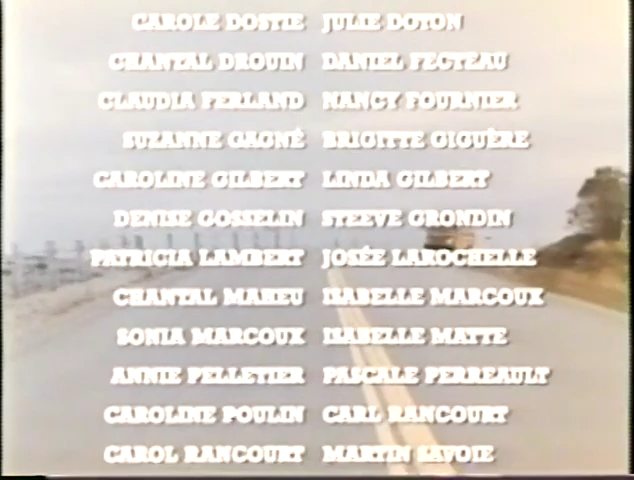 CAROLE DOSTIE JULIE DOYON
CHANTAL DROUIN DANIEL FECTEAU
CLAUDIA FERLAND NANCY FOURNIER
SUZANNE GAGNÉ BRIGITTE GIGUÈRE
CAROLINE GILBERT LINDA GILBERT
DENISE GOSSELIN STEEVE GRONDIN
PATRICIA LAMBERT JOSÉE LAROCHELLE
CHANTAL MAHEU ISABELLE MARCOUX
SONIA MARCOUX ISABELLE MATTE
ANNIE PELLETIER PASCALE PERREAULT
CAROLINE POULIN CARL RANCOURT
CAROL RANCOURT MARTIN SAVOIE